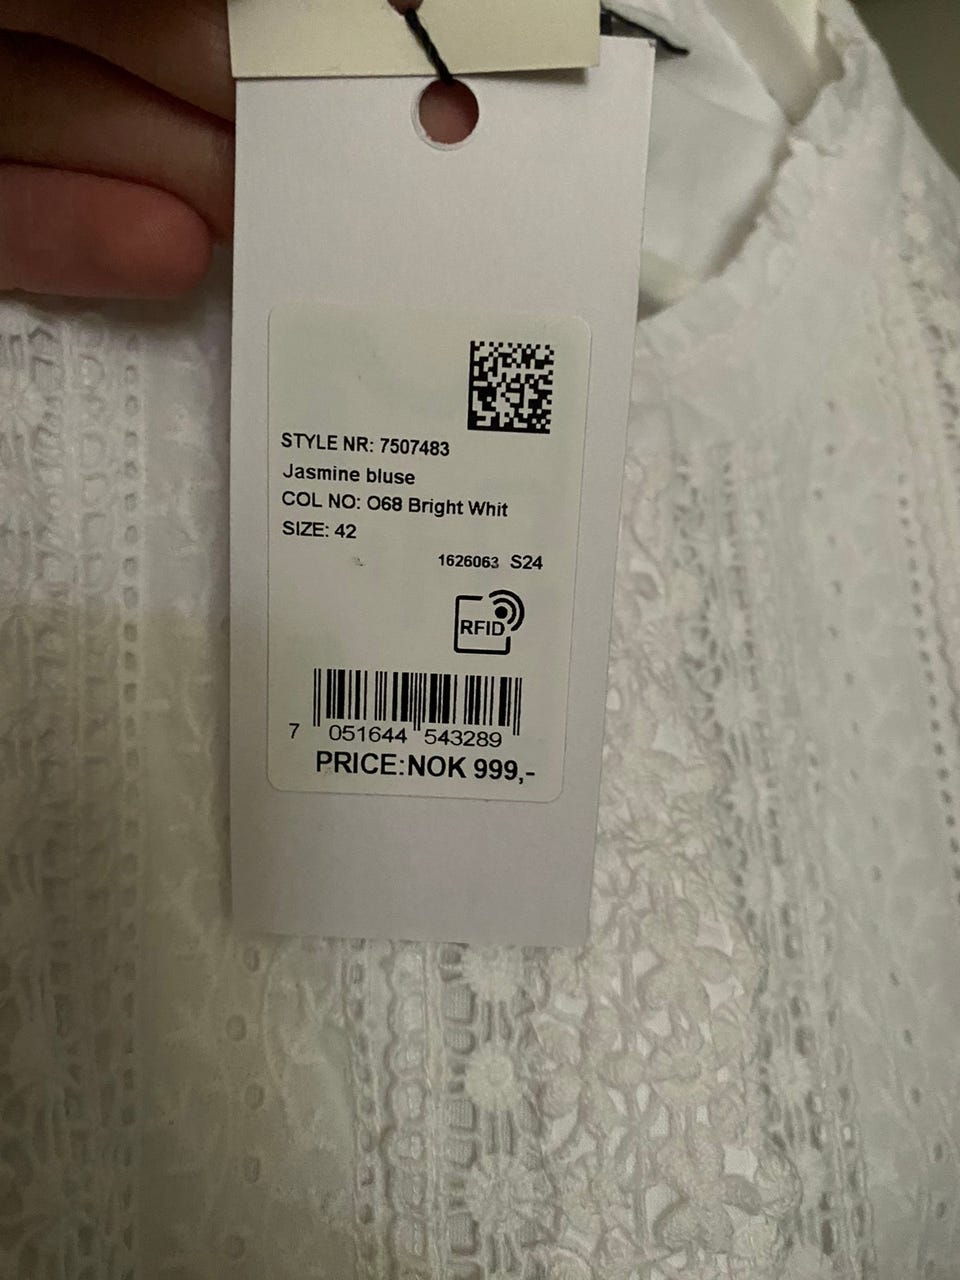 STYLE NR: 7507483
Jasmine bluse
COL NO: O68 Bright Whit
SIZE: 42
1626063 S24
RFID
7 051644 543289
PRICE:NOK 999,-